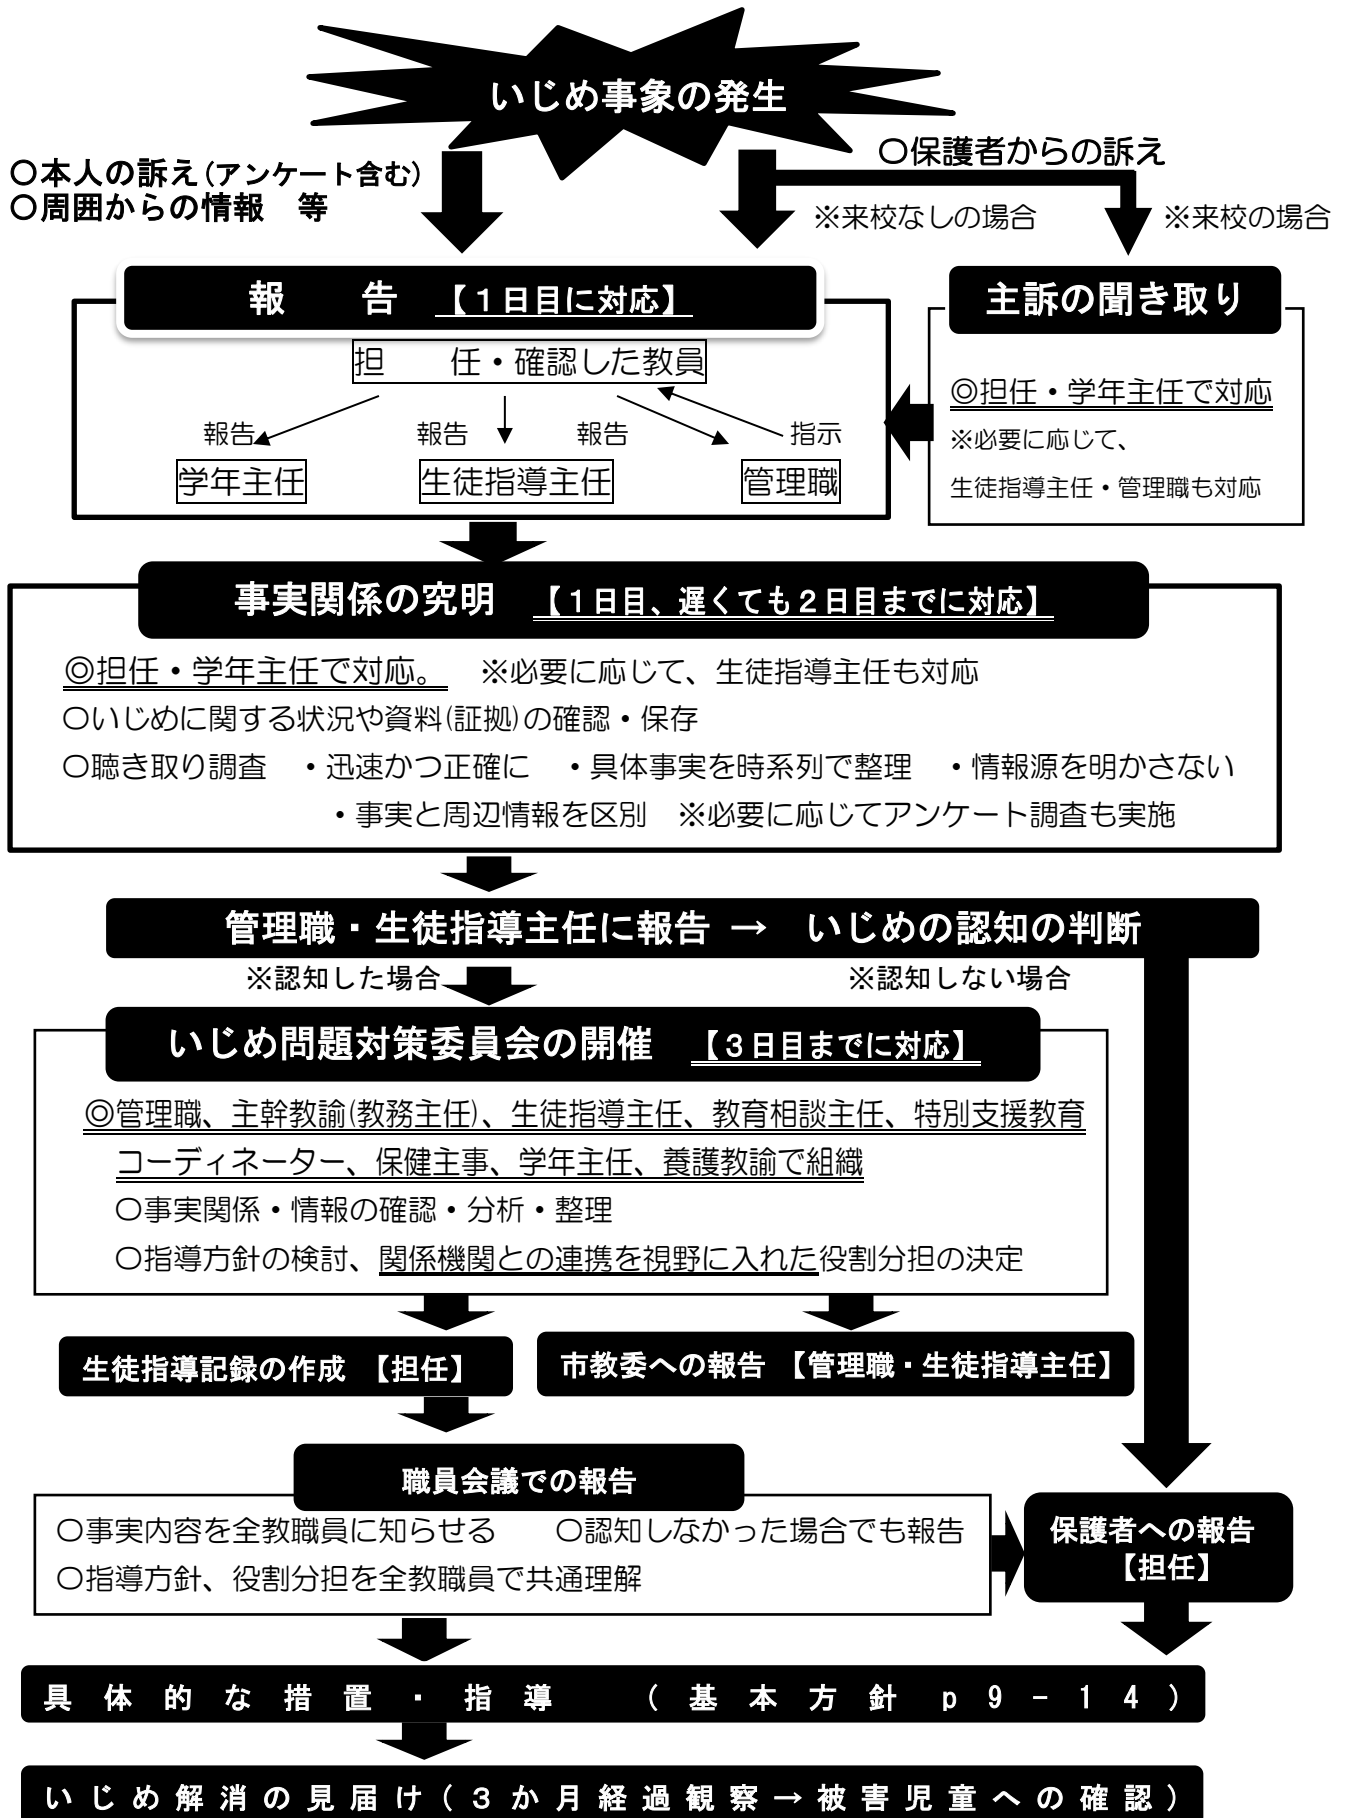 いじめ事象の発生
〇本人の訴え(アンケート含む)
〇周囲からの情報　等
〇保護者からの訴え
※来校なしの場合
※来校の場合
報　　告　【１日目に対応】
担　　任・確認した教員
報告
報告
報告
指示
学年主任
生徒指導主任
管理職
主訴の聞き取り
◎担任・学年主任で対応
※必要に応じて、
生徒指導主任・管理職も対応
事実関係の究明　【１日目、遅くても２日目までに対応】
◎担任・学年主任で対応。　※必要に応じて、生徒指導主任も対応
〇いじめに関する状況や資料(証拠)の確認・保存
〇聴き取り調査　・迅速かつ正確に　・具体事実を時系列で整理　・情報源を明かさない
・事実と周辺情報を区別　※必要に応じてアンケート調査も実施
管理職・生徒指導主任に報告 →　いじめの認知の判断
※認知した場合
※認知しない場合
いじめ問題対策委員会の開催　【３日目までに対応】
◎管理職、主幹教諭(教務主任)、生徒指導主任、教育相談主任、特別支援教育
コーディネーター、保健主事、学年主任、養護教諭で組織
〇事実関係・情報の確認・分析・整理
〇指導方針の検討、関係機関との連携を視野に入れた役割分担の決定
生徒指導記録の作成　【担任】
市教委への報告　【管理職・生徒指導主任】
職員会議での報告
〇事実内容を全教職員に知らせる　　〇認知しなかった場合でも報告
〇指導方針、役割分担を全教職員で共通理解
保護者への報告
【担任】
具体的な措置・指導　（基本方針ｐ９－１４）
いじめ解消の見届け(３か月経過観察→被害児童への確認)